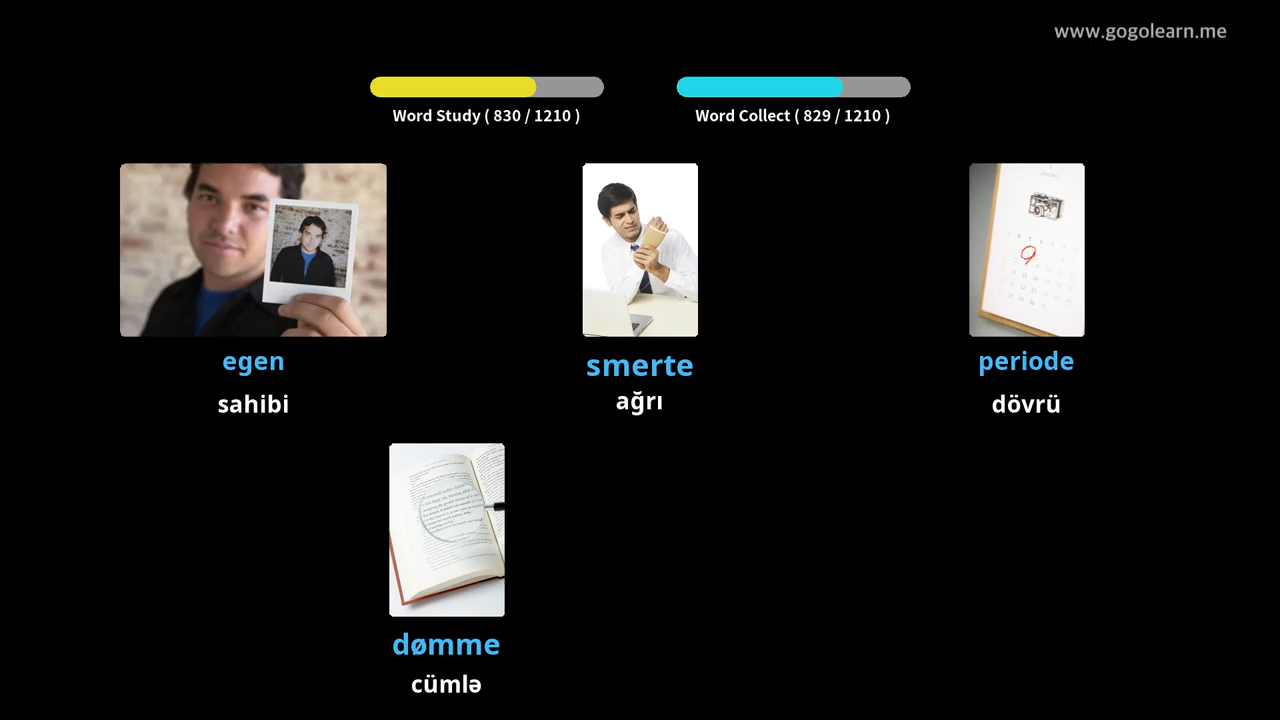 www.gogolearn.me
Word Study ( 830 / 1210 )
Word Collect ( 829 / 1210 )
egen
smerte
periode
sahibi
ağrı
dövrü
dømme
cümlə